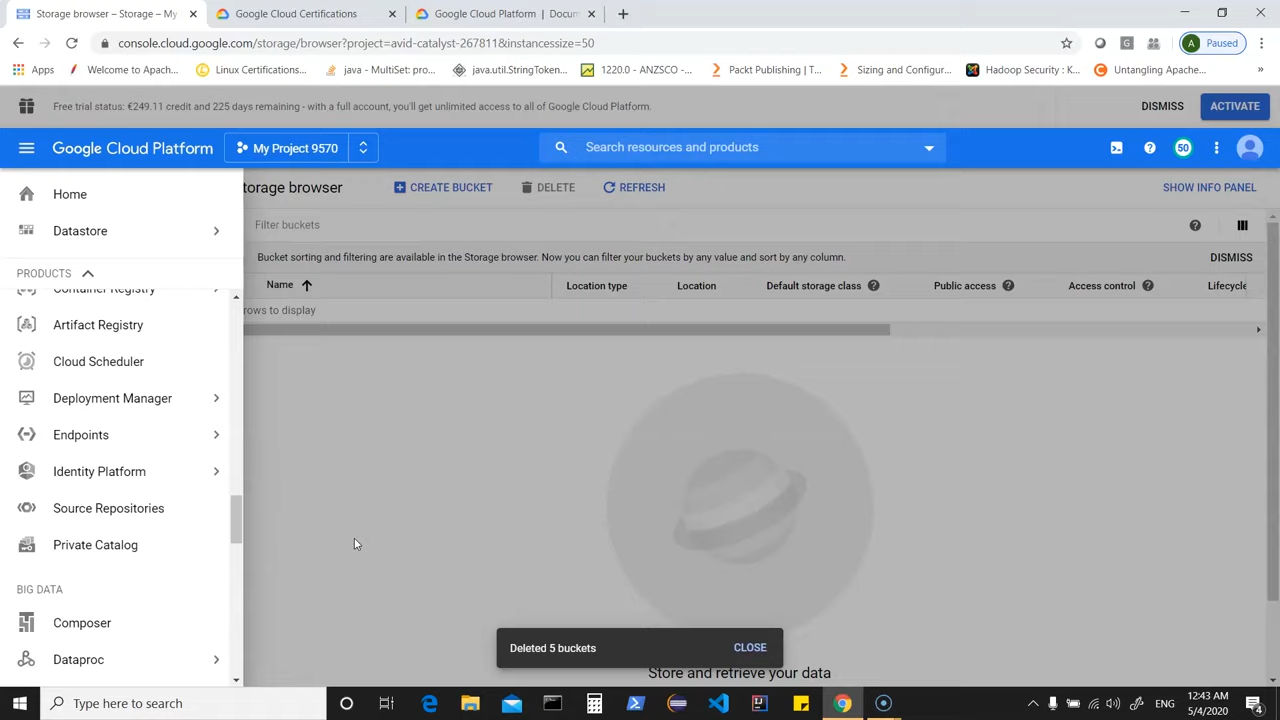 Storage browser – Storage – My
Google Cloud Certifications
Google Cloud Platform | Docum
console.cloud.google.com/storage/browser?project=avid-catalyst-267811&instancessize=50
A Paused
Apps
Welcome to Apach...
Linux Certifications...
java - MultiSet: pro...
java.util.StringToken...
1220.0 - ANZSCO -...
Packt Publishing | T...
Sizing and Configur...
Hadoop Security : K...
Untangling Apache...
»
Free trial status: €249.11 credit and 225 days remaining - with a full account, you'll get unlimited access to all of Google Cloud Platform.
DISMISS
ACTIVATE
Google Cloud Platform
My Project 9570
Search resources and products
50
Home
Datastore
PRODUCTS
Container Registry
Artifact Registry
Cloud Scheduler
Deployment Manager
Endpoints
Identity Platform
Source Repositories
Private Catalog
BIG DATA
Composer
Dataproc
torage browser
CREATE BUCKET
DELETE
REFRESH
SHOW INFO PANEL
Filter buckets
Bucket sorting and filtering are available in the Storage browser. Now you can filter your buckets by any value and sort by any column.
DISMISS
Name
Location type
Location
Default storage class
Public access
Access control
Lifecycle
rows to display
Deleted 5 buckets
CLOSE
Store and retrieve your data
Type here to search
ENG
12:43 AM
5/4/2020
4